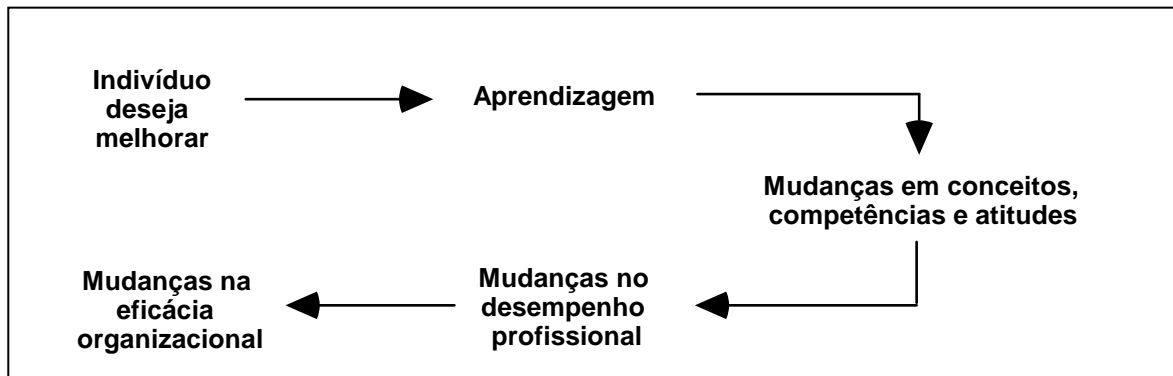 Indivíduo
deseja
melhorar
Aprendizagem
Mudanças em conceitos,
competências e atitudes
Mudanças no
desempenho
profissional
Mudanças na
eficácia
organizacional